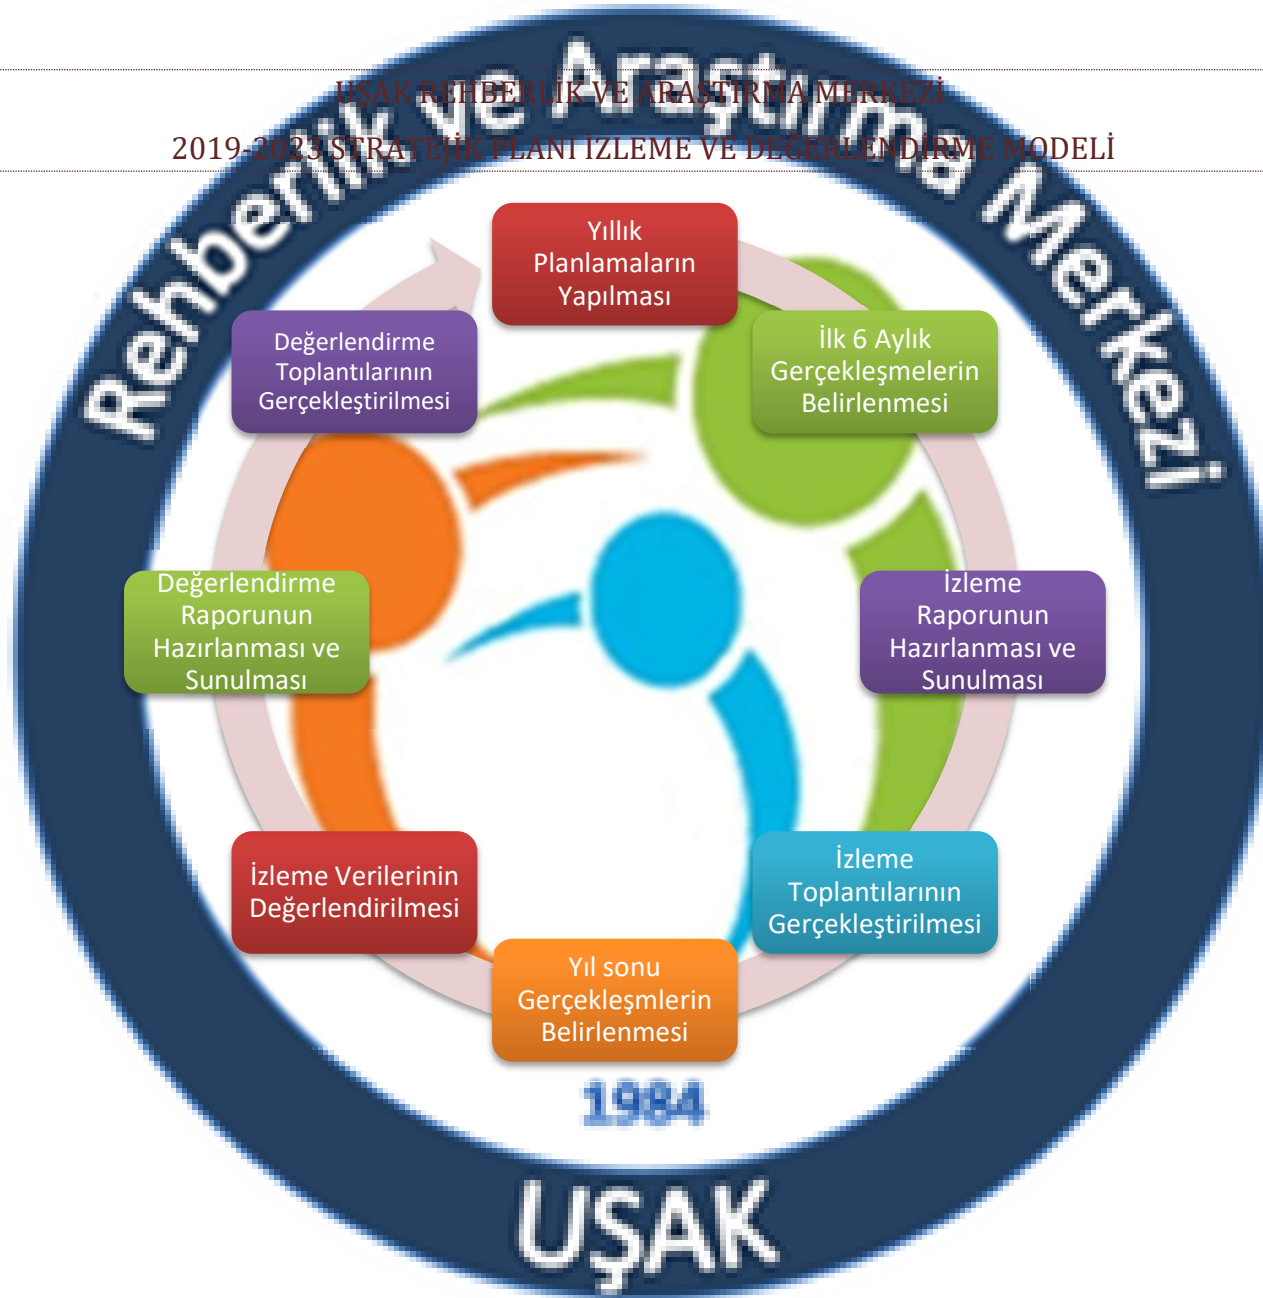 UŞAK REHBERLİK VE ARAŞTIRMA MERKEZİ
2019-2023 STRATEJİK PLANI İZLEME VE DEĞERLENDİRME MODELİ
Rehberlik ve Araştırma Merkezi
Yıllık
Planlamaların
Yapılması
İlk 6 Aylık
Gerçekleşmelerin
Belirlenmesi
İzleme
Raporunun
Hazırlanması ve
Sunulması
İzleme
Toplantılarının
Gerçekleştirilmesi
Yıl sonu
Gerçekleşmlerin
Belirlenmesi
İzleme Verilerinin
Değerlendirilmesi
Değerlendirme
Raporunun
Hazırlanması ve
Sunulması
Değerlendirme
Toplantılarının
Gerçekleştirilmesi
1984
UŞAK